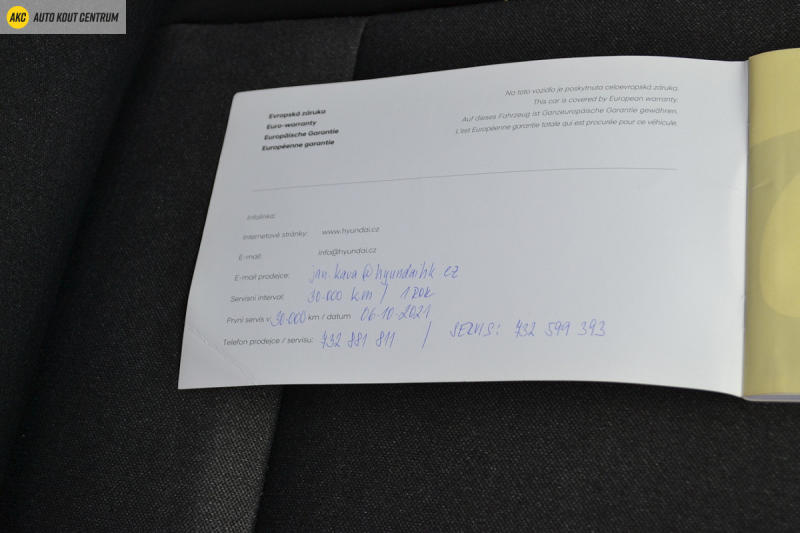 AKC AUTO KOUT CENTRUM
Evropská záruka
Euro-warranty
Europäische Garantie
Européenne garantie
Na toto vozidlo je poskytnuta celoevropská záruka.
This car is covered by European warranty.
Auf dieses Fahrzeug ist Ganzeuropäische Garantie gewähren.
L'est Européenne garantie totale qui est procurée pour ce véhicule.
Infolinka:
Internetové stránky: www.hyundai.cz
E-mail: info@hyundai.cz
E-mail prodejce: jan.kava@hyundaihk.cz
Servisní interval: 30.000 km / 1 ROK
První servis v: 30.000 km / datum 06-10-2021
Telefon prodejce / servisu: 732 881 811 / SERVIS: 732 599 393